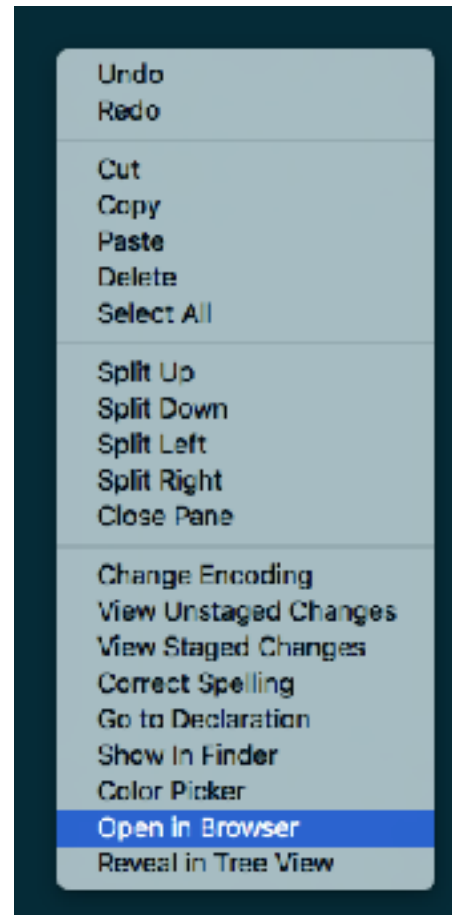 Undo
Redo
Cut
Copy
Paste
Delete
Select All
Split Up
Split Down
Split Left
Split Right
Close Pane
Change Encoding
View Unstaged Changes
View Staged Changes
Correct Spelling
Go to Declaration
Show In Finder
Color Picker
Open in Browser
Reveal in Tree View